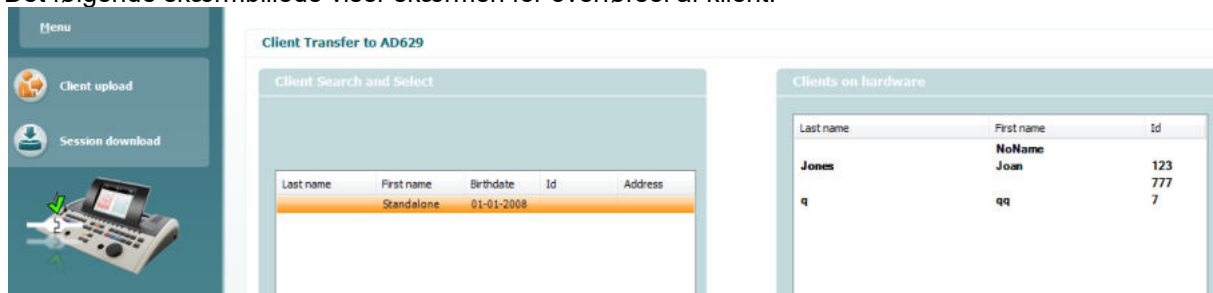 Det følgende skærmbillede viser skærmen for overførsel af klient:
Menu
Client upload
Session download
Client Transfer to AD629
Client Search and Select
Last name First name Birthdate Id Address
Standalone 01-01-2008
Clients on hardware
Last name First name Id
NoName
Jones Joan 123
777
q qq 7